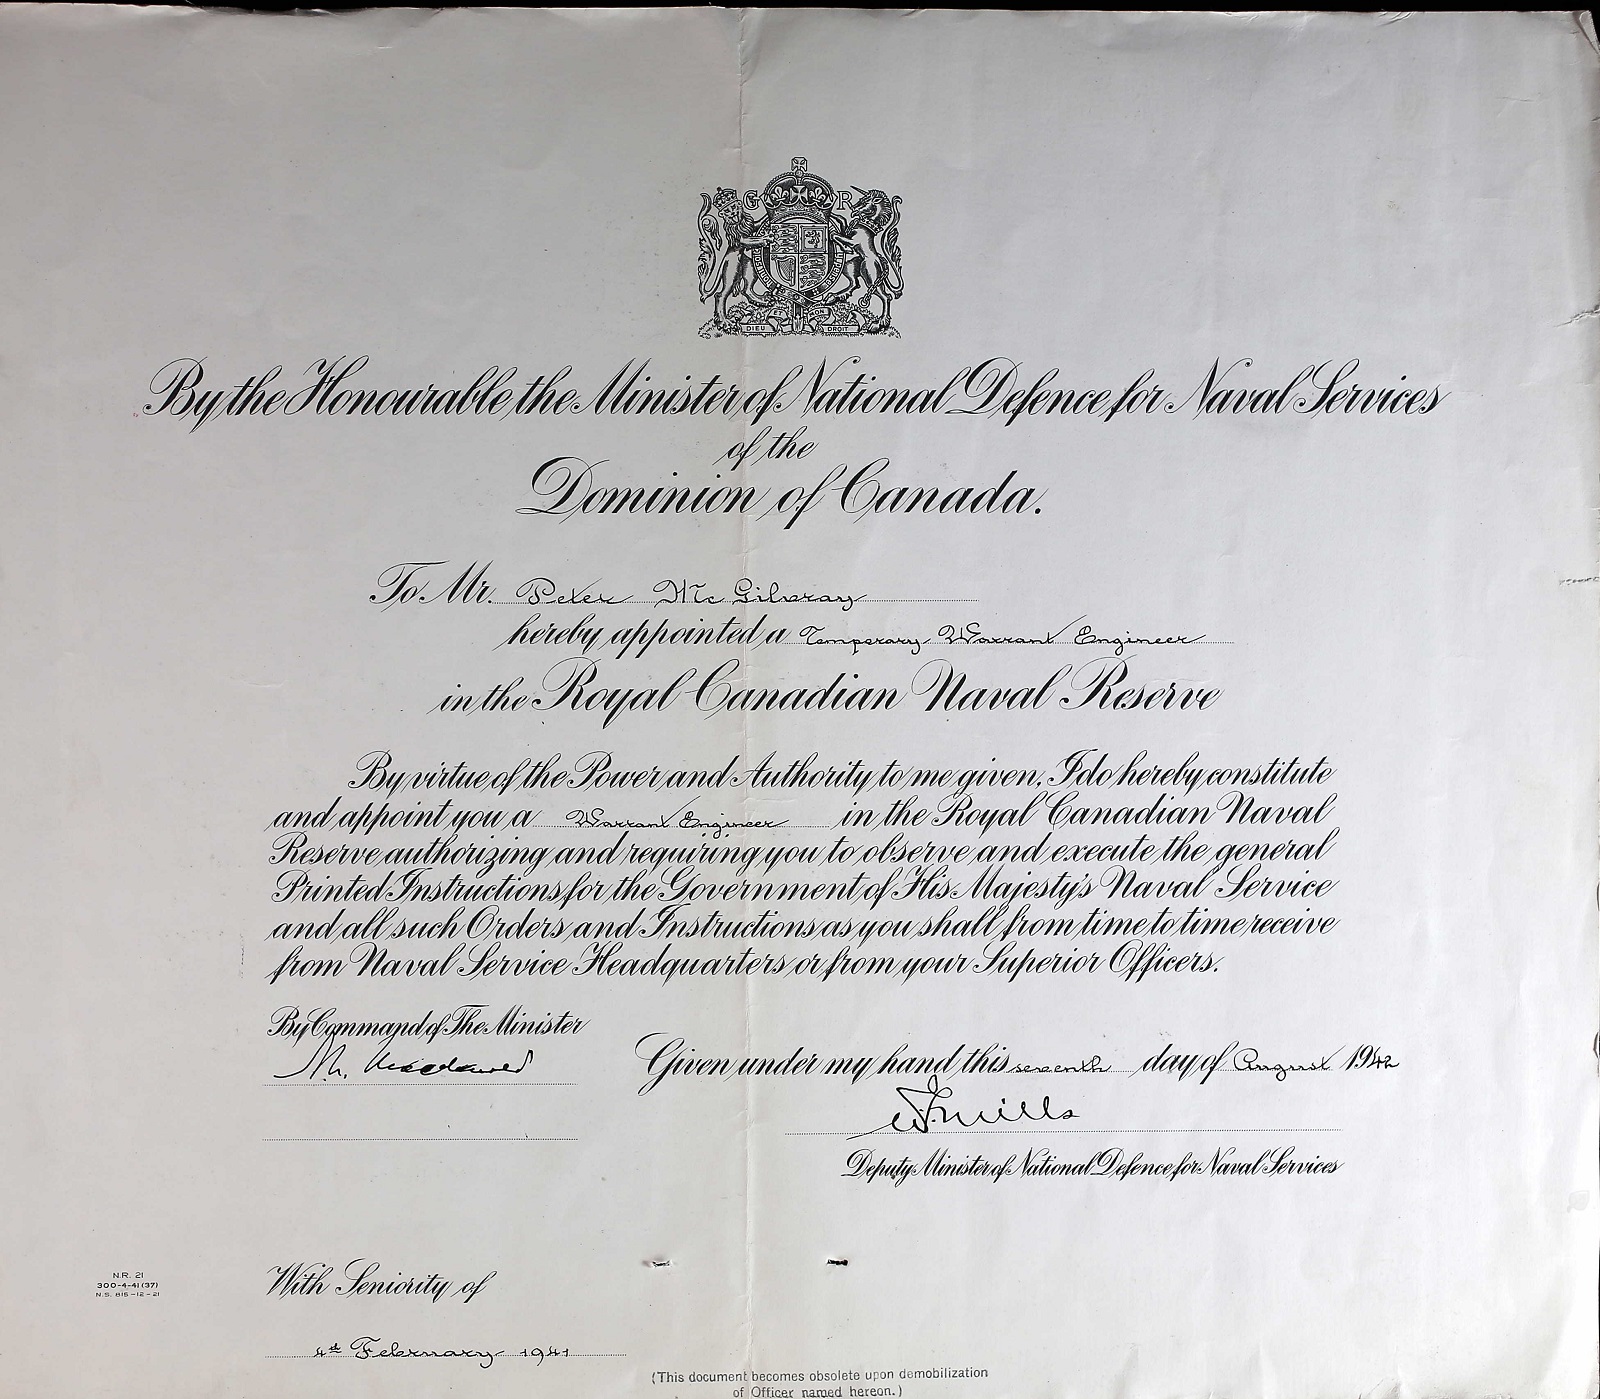 G R
DIEU ET MON DROIT
By the Honourable the Minister of National Defence for Naval Services
of the
Dominion of Canada.
To Mr. Peter McGilvray
hereby appointed a Temporary Warrant Engineer
in the Royal Canadian Naval Reserve
By virtue of the Power and Authority to me given, I do hereby constitute
and appoint you a Warrant Engineer in the Royal Canadian Naval
Reserve authorizing and requiring you to observe and execute the general
Printed Instructions for the Government of His Majesty's Naval Service
and all such Orders and Instructions as you shall from time to time receive
from Naval Service Headquarters or from your Superior Officers.
By Command of The Minister
Given under my hand this seventh day of August 1942
W.G. Mills
Deputy Minister of National Defence for Naval Services
N.R. 21
300-4-41 (37)
N.S. 815-12-21
With Seniority of
4th February 1941
(This document becomes obsolete upon demobilization
of Officer named hereon.)